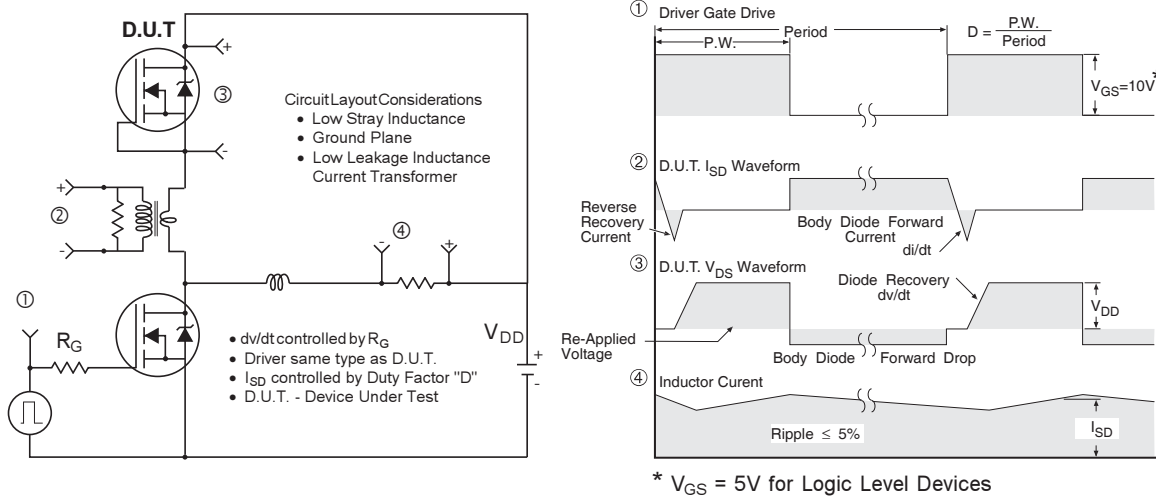 D.U.T
+
③
-
Circuit Layout Considerations
• Low Stray Inductance
• Ground Plane
• Low Leakage Inductance
Current Transformer
+
②
-
④
-
+
①
R_G
• dv/dt controlled by R_G
• Driver same type as D.U.T.
• I_SD controlled by Duty Factor "D"
• D.U.T. - Device Under Test
V_DD
+
-
① Driver Gate Drive
P.W.
Period
D = P.W. / Period
V_GS=10V*
② D.U.T. I_SD Waveform
Reverse
Recovery
Current
Body Diode Forward
Current
di/dt
③ D.U.T. V_DS Waveform
Diode Recovery
dv/dt
V_DD
Re-Applied
Voltage
Body Diode Forward Drop
④ Inductor Curent
Ripple ≤ 5%
I_SD
* V_GS = 5V for Logic Level Devices